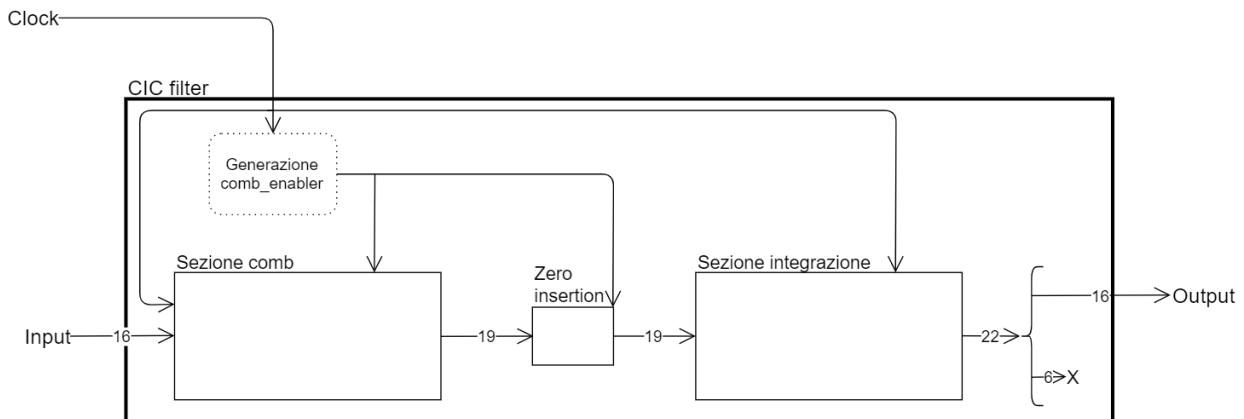 Clock
CIC filter
Generazione
comb_enabler
Sezione comb
Zero
insertion
Sezione integrazione
Input
16
19
19
22
16
Output
6
X